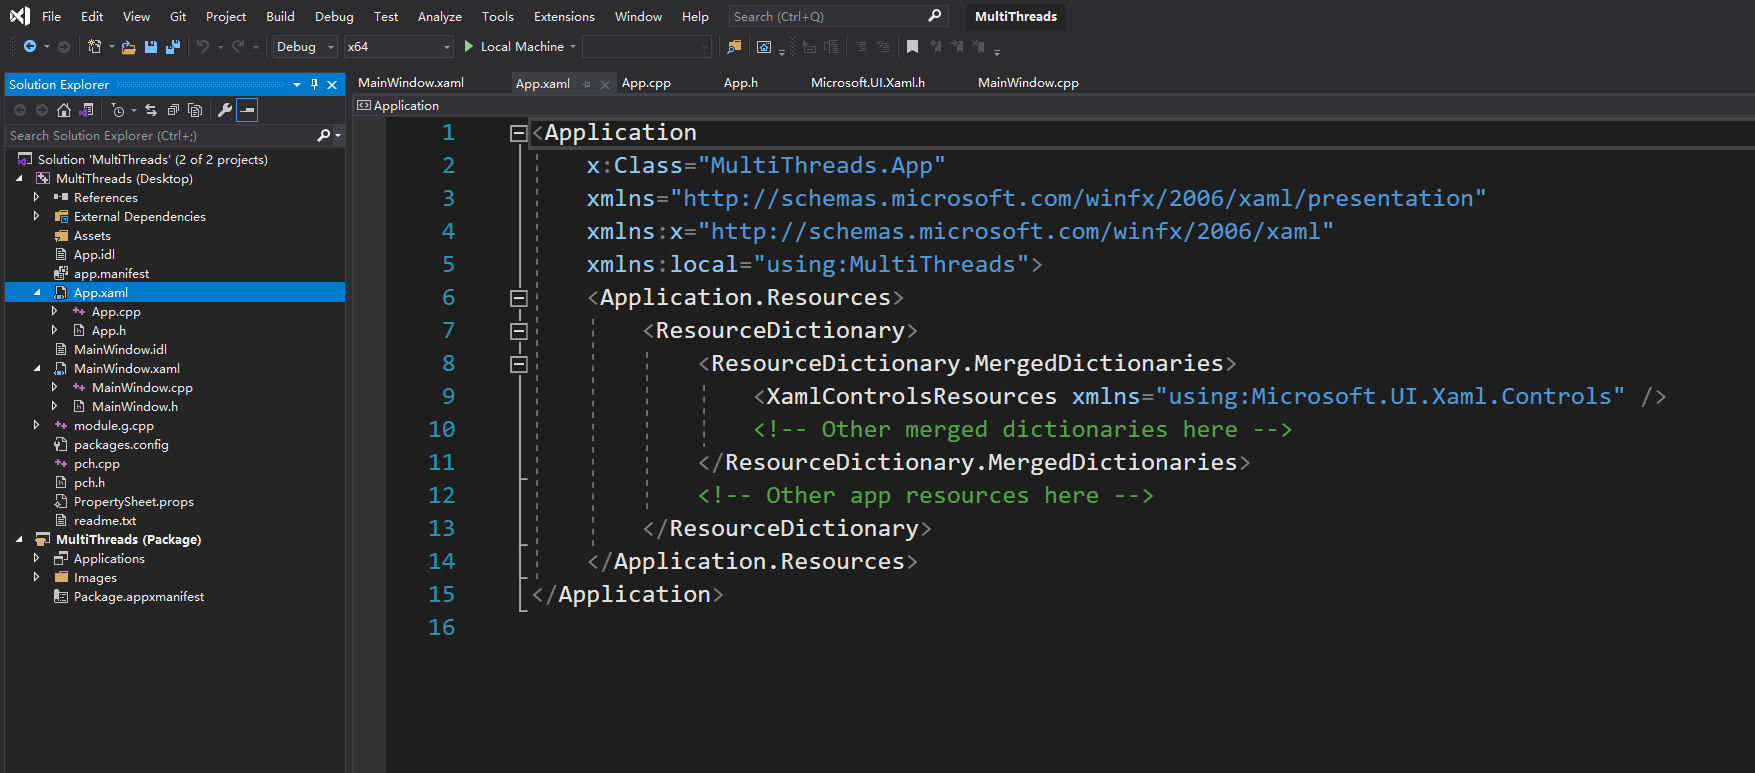 File Edit View Git Project Build Debug Test Analyze Tools Extensions Window Help Search (Ctrl+Q) MultiThreads
Debug x64 Local Machine
Solution Explorer
Search Solution Explorer (Ctrl+;)
Solution 'MultiThreads' (2 of 2 projects)
MultiThreads (Desktop)
References
External Dependencies
Assets
App.idl
app.manifest
App.xaml
App.cpp
App.h
MainWindow.idl
MainWindow.xaml
MainWindow.cpp
MainWindow.h
module.g.cpp
packages.config
pch.cpp
pch.h
PropertySheet.props
readme.txt
MultiThreads (Package)
Applications
Images
Package.appxmanifest
MainWindow.xaml App.xaml App.cpp App.h Microsoft.UI.Xaml.h MainWindow.cpp
Application
1 <Application
2 x:Class="MultiThreads.App"
3 xmlns="http://schemas.microsoft.com/winfx/2006/xaml/presentation"
4 xmlns:x="http://schemas.microsoft.com/winfx/2006/xaml"
5 xmlns:local="using:MultiThreads">
6 <Application.Resources>
7 <ResourceDictionary>
8 <ResourceDictionary.MergedDictionaries>
9 <XamlControlsResources xmlns="using:Microsoft.UI.Xaml.Controls" />
10 <!-- Other merged dictionaries here -->
11 </ResourceDictionary.MergedDictionaries>
12 <!-- Other app resources here -->
13 </ResourceDictionary>
14 </Application.Resources>
15 </Application>
16